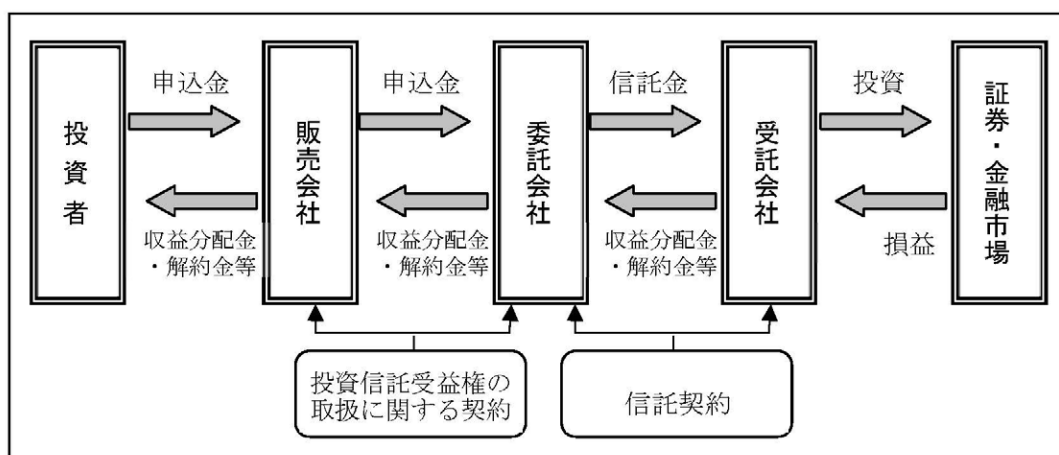 投資者
申込金
収益分配金
・解約金等
販売会社
申込金
収益分配金
・解約金等
委託会社
信託金
収益分配金
・解約金等
受託会社
投資
損益
証券・金融市場
投資信託受益権の
取扱に関する契約
信託契約